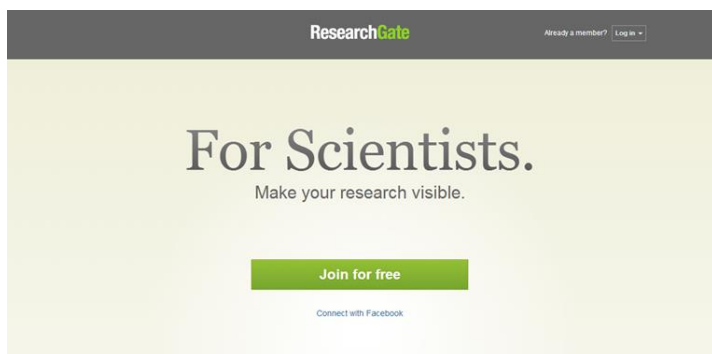 ResearchGate
Already a member? Log in
For Scientists.
Make your research visible.
Join for free
Connect with Facebook